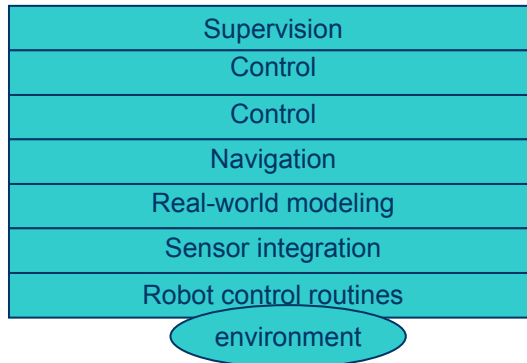 Supervision
Control
Control
Navigation
Real-world modeling
Sensor integration
Robot control routines
environment